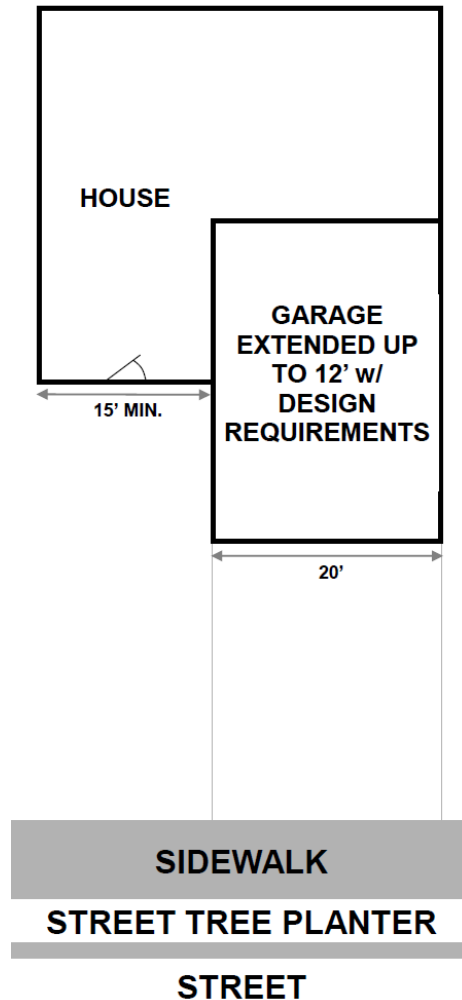 HOUSE
GARAGE
EXTENDED UP
TO 12’ w/
DESIGN
REQUIREMENTS
15’ MIN.
20’
SIDEWALK
STREET TREE PLANTER
STREET